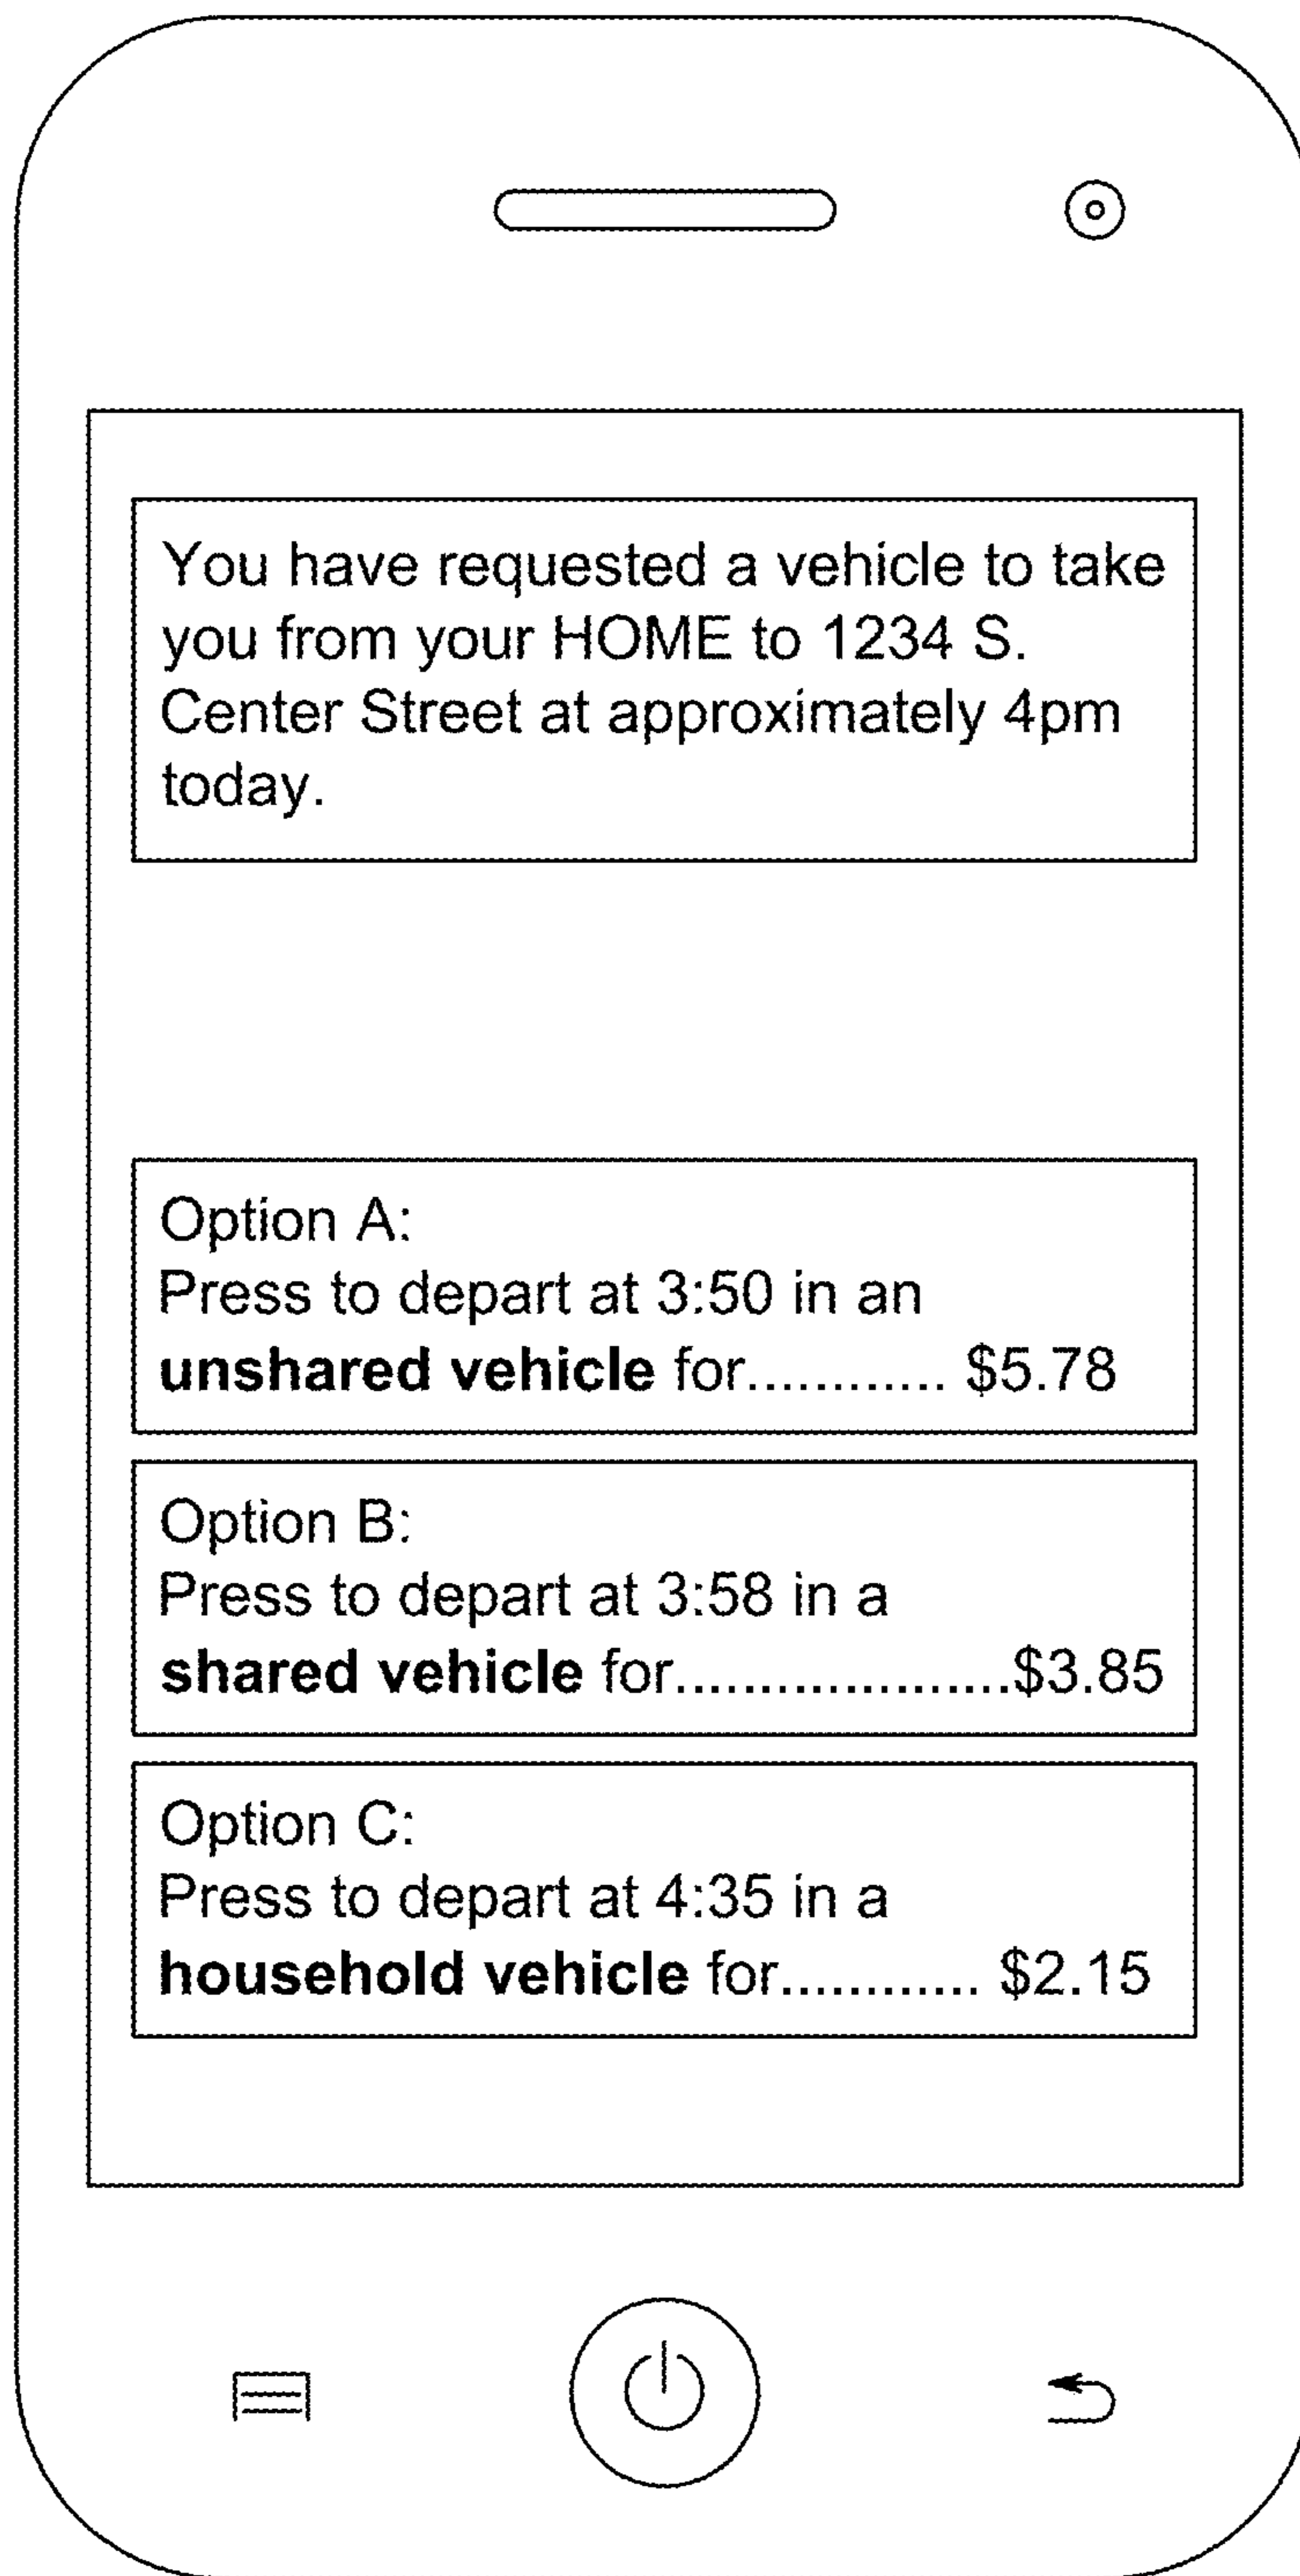 You have requested a vehicle to take
you from your HOME to 1234 S.
Center Street at approximately 4pm
today.
Option A:
Press to depart at 3:50 in an
unshared vehicle for............ $5.78
Option B:
Press to depart at 3:58 in a
shared vehicle for.....................$3.85
Option C:
Press to depart at 4:35 in a
household vehicle for............ $2.15